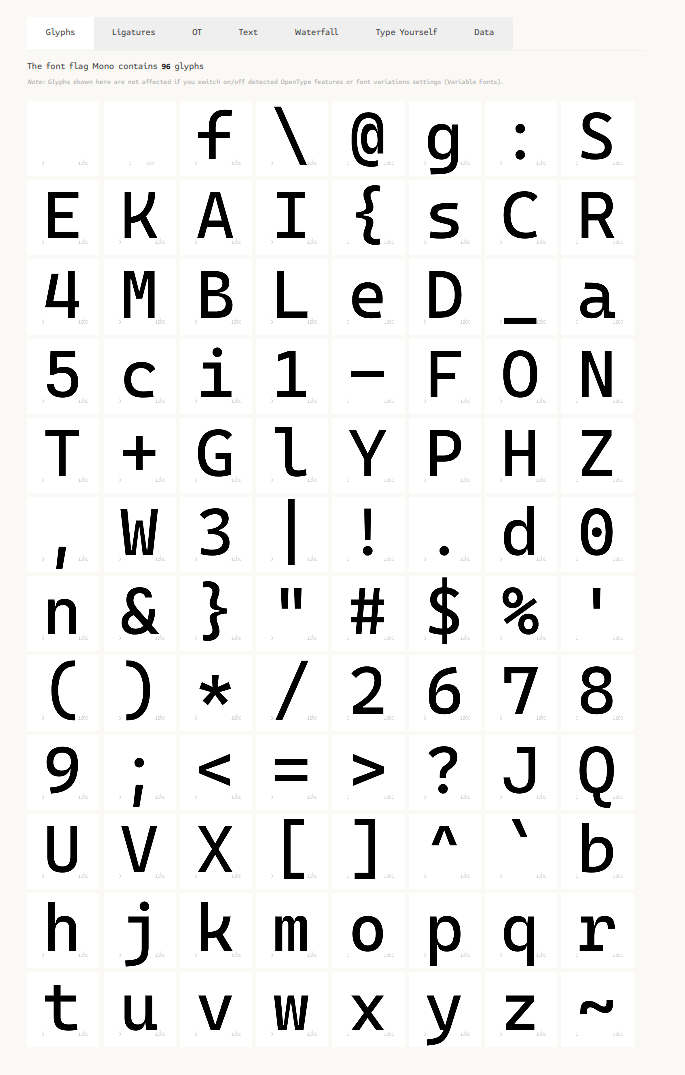 Glyphs Ligatures OT Text Waterfall Type Yourself Data
The font flag Mono contains 96 glyphs
Note: Glyphs shown here are not affected if you switch on/off detected OpenType features or font variations settings (Variable Fonts).
f \ @ g : S
E K A I { s C R
4 M B L e D _ a
5 c i 1 - F O N
T + G l Y P H Z
, W 3 | ! . d 0
n & } " # $ % '
( ) * / 2 6 7 8
9 ; < = > ? J Q
U V X [ ] ^ ` b
h j k m o p q r
t u v w x y z ~